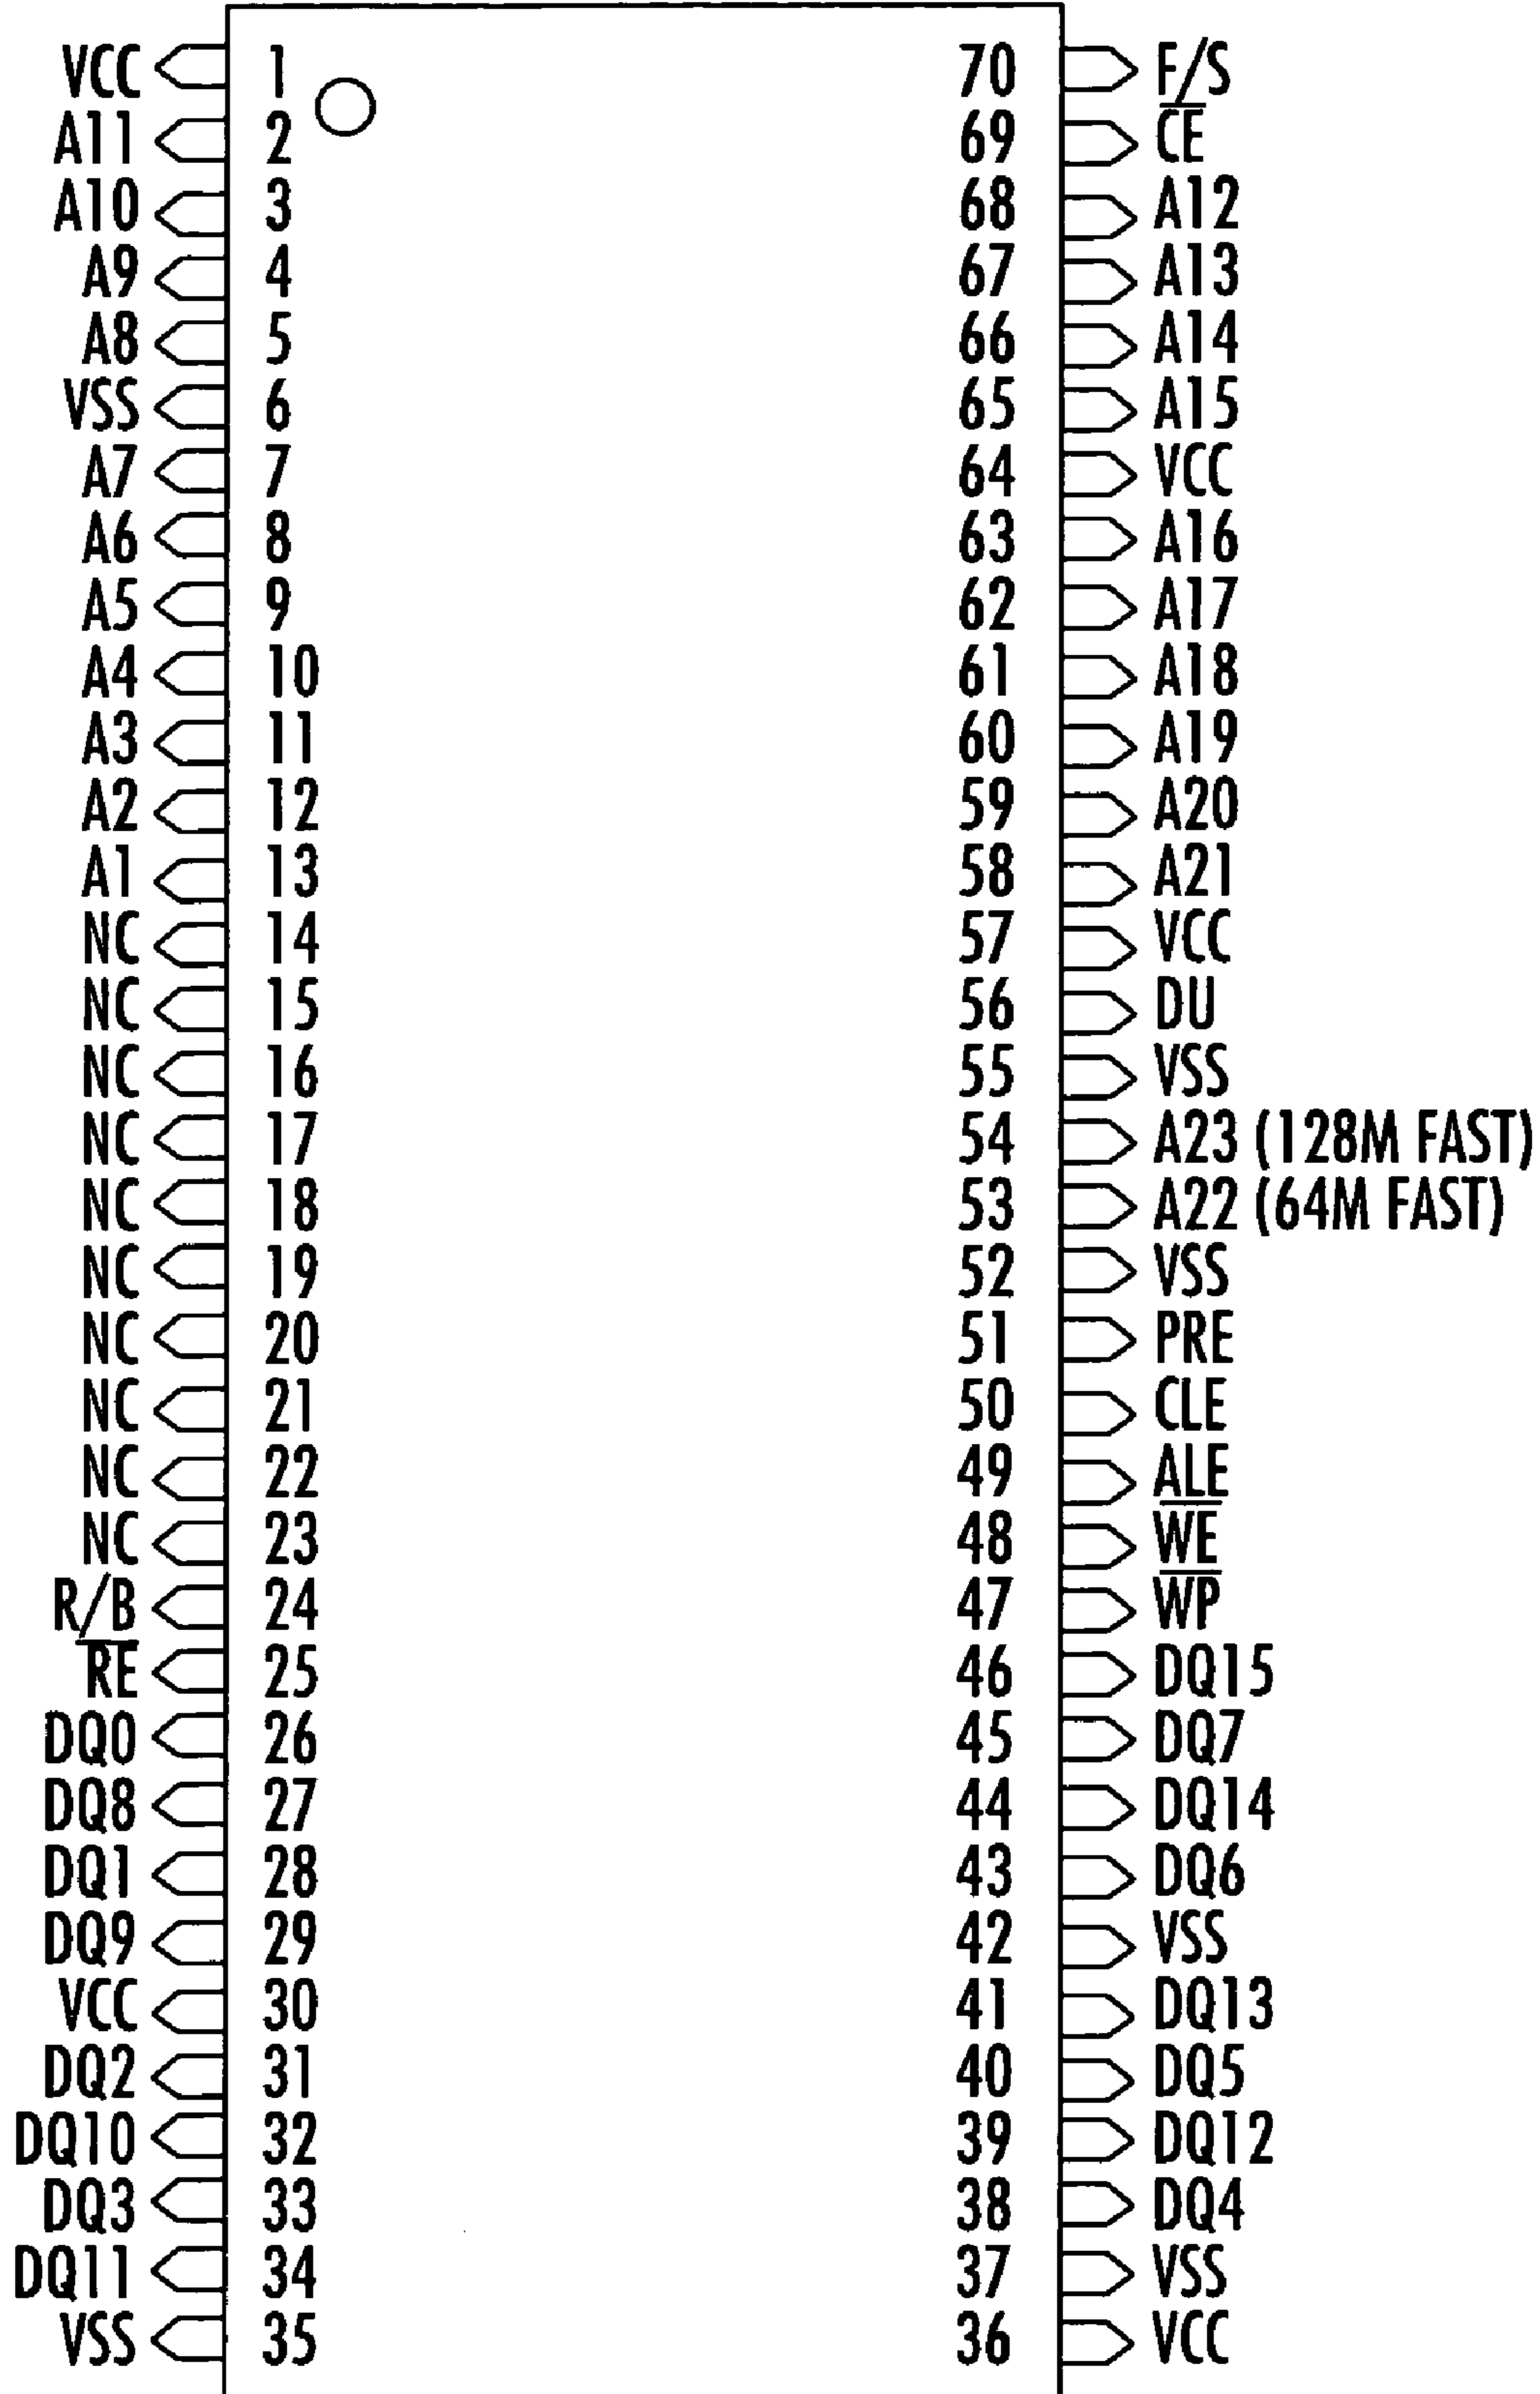 VCC 1 70 F/S
A11 2 69 C̅E̅
A10 3 68 A12
A9 4 67 A13
A8 5 66 A14
VSS 6 65 A15
A7 7 64 VCC
A6 8 63 A16
A5 9 62 A17
A4 10 61 A18
A3 11 60 A19
A2 12 59 A20
A1 13 58 A21
NC 14 57 VCC
NC 15 56 DU
NC 16 55 VSS
NC 17 54 A23 (128M FAST)
NC 18 53 A22 (64M FAST)
NC 19 52 VSS
NC 20 51 PRE
NC 21 50 CLE
NC 22 49 ALE
NC 23 48 W̅E̅
R/B 24 47 W̅P̅
R̅E̅ 25 46 DQ15
DQ0 26 45 DQ7
DQ8 27 44 DQ14
DQ1 28 43 DQ6
DQ9 29 42 VSS
VCC 30 41 DQ13
DQ2 31 40 DQ5
DQ10 32 39 DQ12
DQ3 33 38 DQ4
DQ11 34 37 VSS
VSS 35 36 VCC